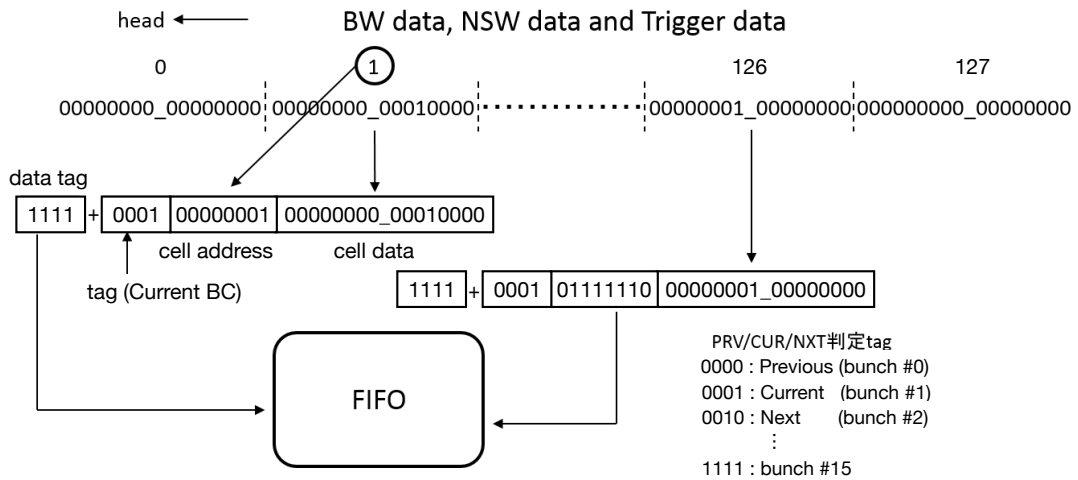 head BW data, NSW data and Trigger data
0 1 126 127
00000000_00000000 00000000_00010000 00000001_00000000 000000000_00000000
data tag
1111 + 0001 00000001 00000000_00010000
cell address cell data
tag (Current BC)
1111 + 0001 01111110 00000001_00000000
FIFO
PRV/CUR/NXT判定tag
0000 : Previous (bunch #0)
0001 : Current (bunch #1)
0010 : Next (bunch #2)
⋮
1111 : bunch #15